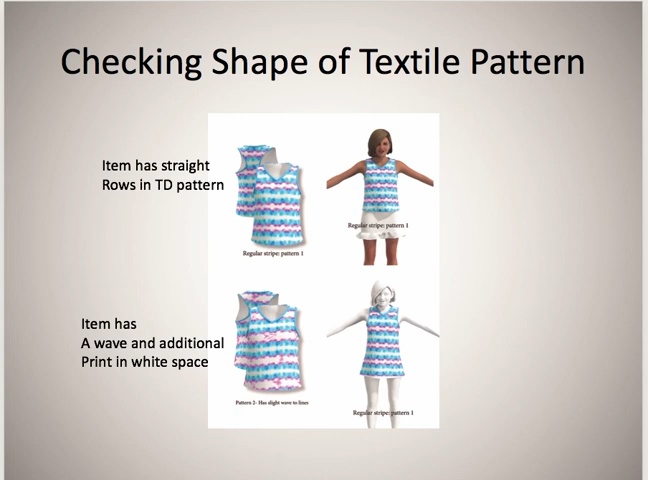 Checking Shape of Textile Pattern
Item has straight
Rows in TD pattern
Regular stripe: pattern 1
Regular stripe: pattern 1
Item has
A wave and additional
Print in white space
Pattern 2- Has slight wave to lines
Regular stripe: pattern 1